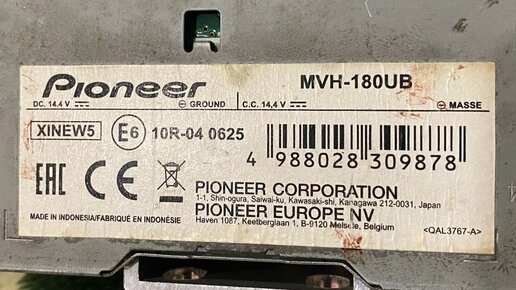 Pioneer MVH-180UB
DC. 14.4 V ⊖ GROUND C.C. 14,4 V ⊖ MASSE
XINEW5 E6 10R-04 0625
4 988028 309878
EAC CE
PIONEER CORPORATION
1-1, Shin-ogura, Saiwai-ku, Kawasaki-shi, Kanagawa 212-0031, Japan
PIONEER EUROPE NV
MADE IN INDONESIA/FABRIQUÉ EN INDONÉSIE Haven 1087, Keetberglaan 1, B-9120 Melsele, Belgium <QAL3767-A>